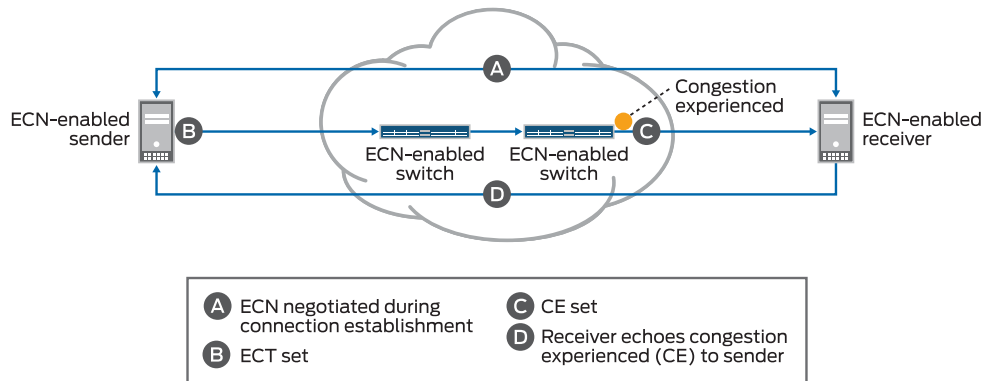 A
Congestion
experienced
ECN-enabled
sender
B
C
ECN-enabled
receiver
ECN-enabled
switch
ECN-enabled
switch
D
A ECN negotiated during
connection establishment
B ECT set
C CE set
D Receiver echoes congestion
experienced (CE) to sender